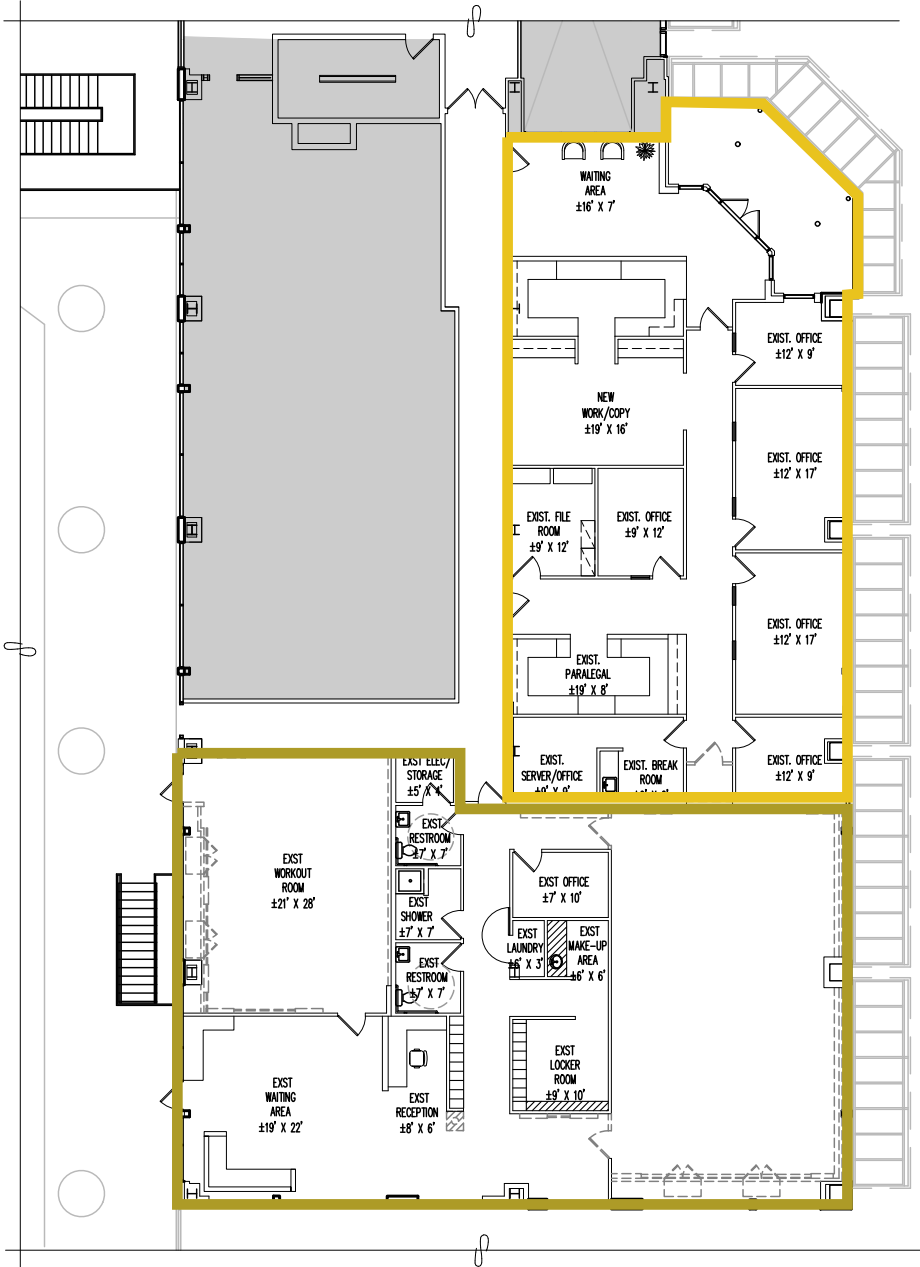 WAITING
AREA
±16' X 7'
EXIST. OFFICE
±12' X 9'
NEW
WORK/COPY
±19' X 16'
EXIST. OFFICE
±12' X 17'
EXIST. FILE
ROOM
±9' X 12'
EXIST. OFFICE
±9' X 12'
EXIST. OFFICE
±12' X 17'
EXIST.
PARALEGAL
±19' X 8'
EXIST.
SERVER/OFFICE
EXIST. BREAK
ROOM
EXIST. OFFICE
±12' X 9'
EXIST ELEC/
STORAGE
±5' X 4'
EXST
RESTROOM
±7' X 7'
EXST
WORKOUT
ROOM
±21' X 28'
EXST OFFICE
±7' X 10'
EXST
SHOWER
±7' X 7'
EXST
LAUNDRY
±6' X 3'
EXST
MAKE-UP
AREA
±6' X 6'
EXST
RESTROOM
±7' X 7'
EXST
LOCKER
ROOM
±9' X 10'
EXST
WAITING
AREA
±19' X 22'
EXST
RECEPTION
±8' X 6'